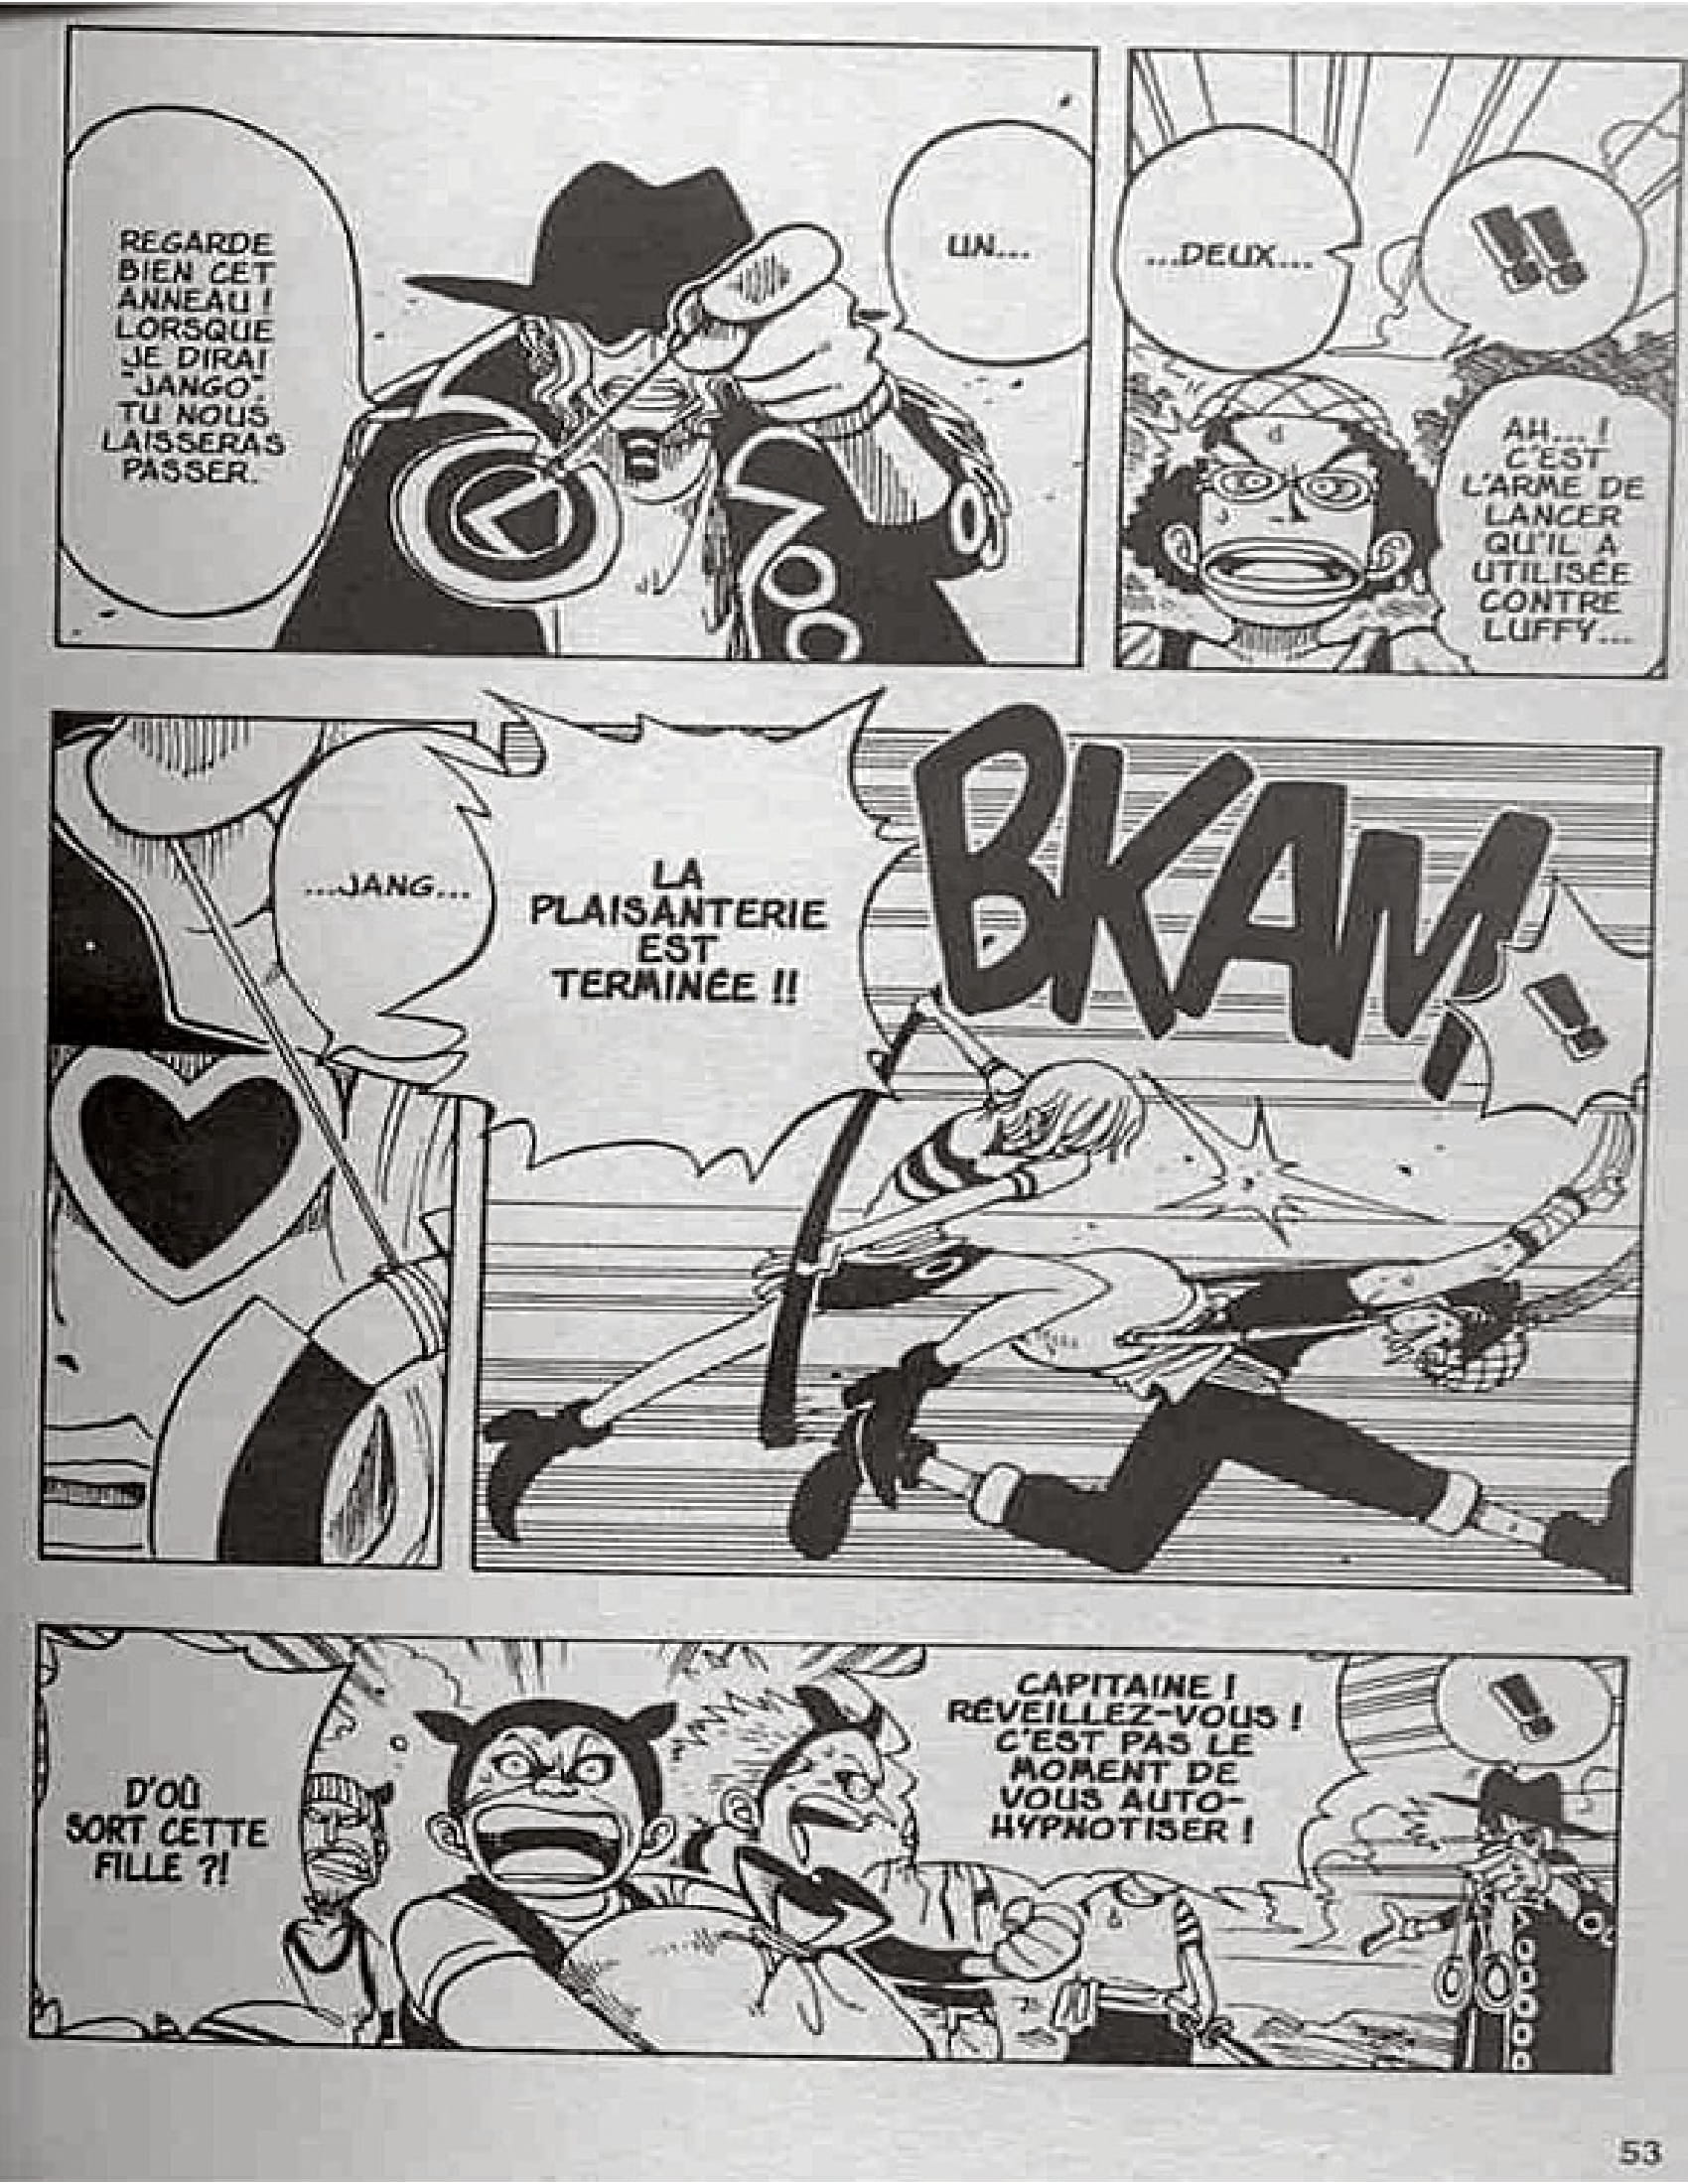 REGARDE
BIEN CET
ANNEAU !
LORSQUE
JE DIRAI
"JANGO",
TU NOUS
LAISSERAS
PASSER.
UN...
...DEUX...
!!
AH... !
C'EST
L'ARME DE
LANCER
QU'IL A
UTILISÉE
CONTRE
LUFFY...
...JANG...
LA
PLAISANTERIE
EST
TERMINÉE !!
BKAM
!
D'OÙ
SORT CETTE
FILLE ?!
CAPITAINE !
RÉVEILLEZ-VOUS !
C'EST PAS LE
MOMENT DE
VOUS AUTO-
HYPNOTISER !
!
53